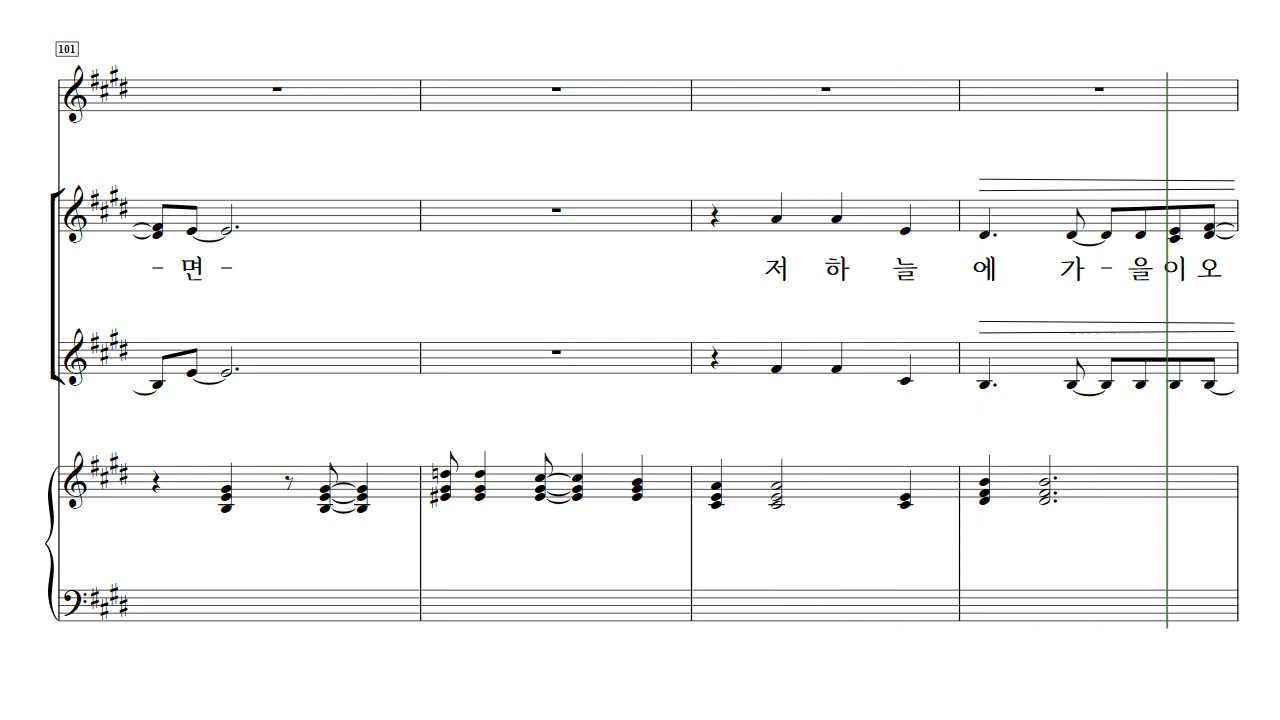 101
- 면 - 저 하 늘 에 가 - 을 이 오